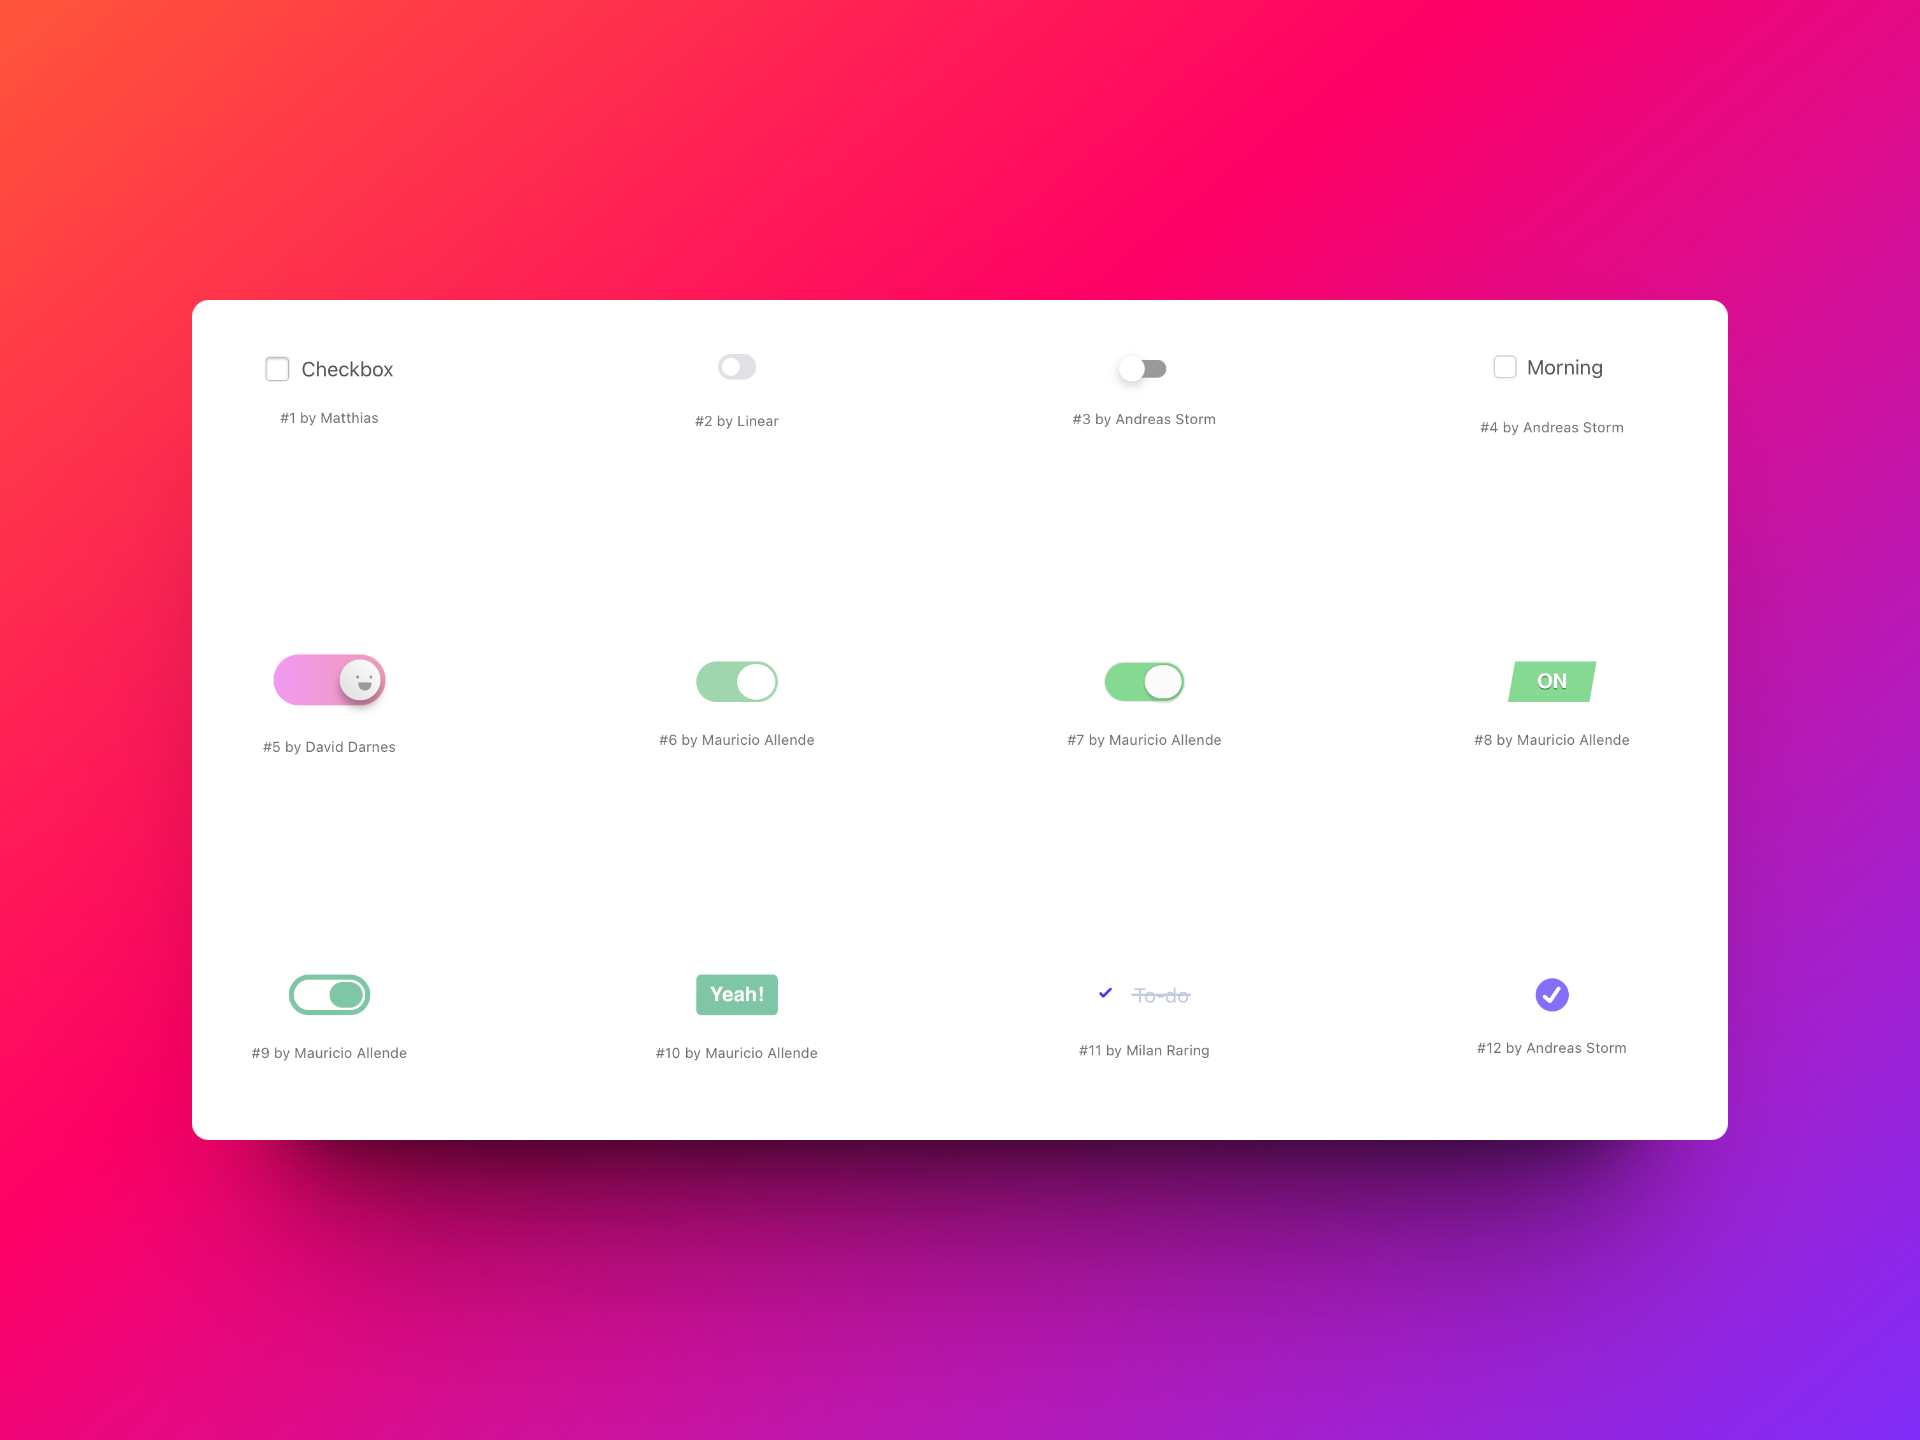 Checkbox
#1 by Matthias
#2 by Linear
#3 by Andreas Storm
Morning
#4 by Andreas Storm
#5 by David Darnes
#6 by Mauricio Allende
#7 by Mauricio Allende
ON
#8 by Mauricio Allende
#9 by Mauricio Allende
Yeah!
#10 by Mauricio Allende
To-do
#11 by Milan Raring
#12 by Andreas Storm